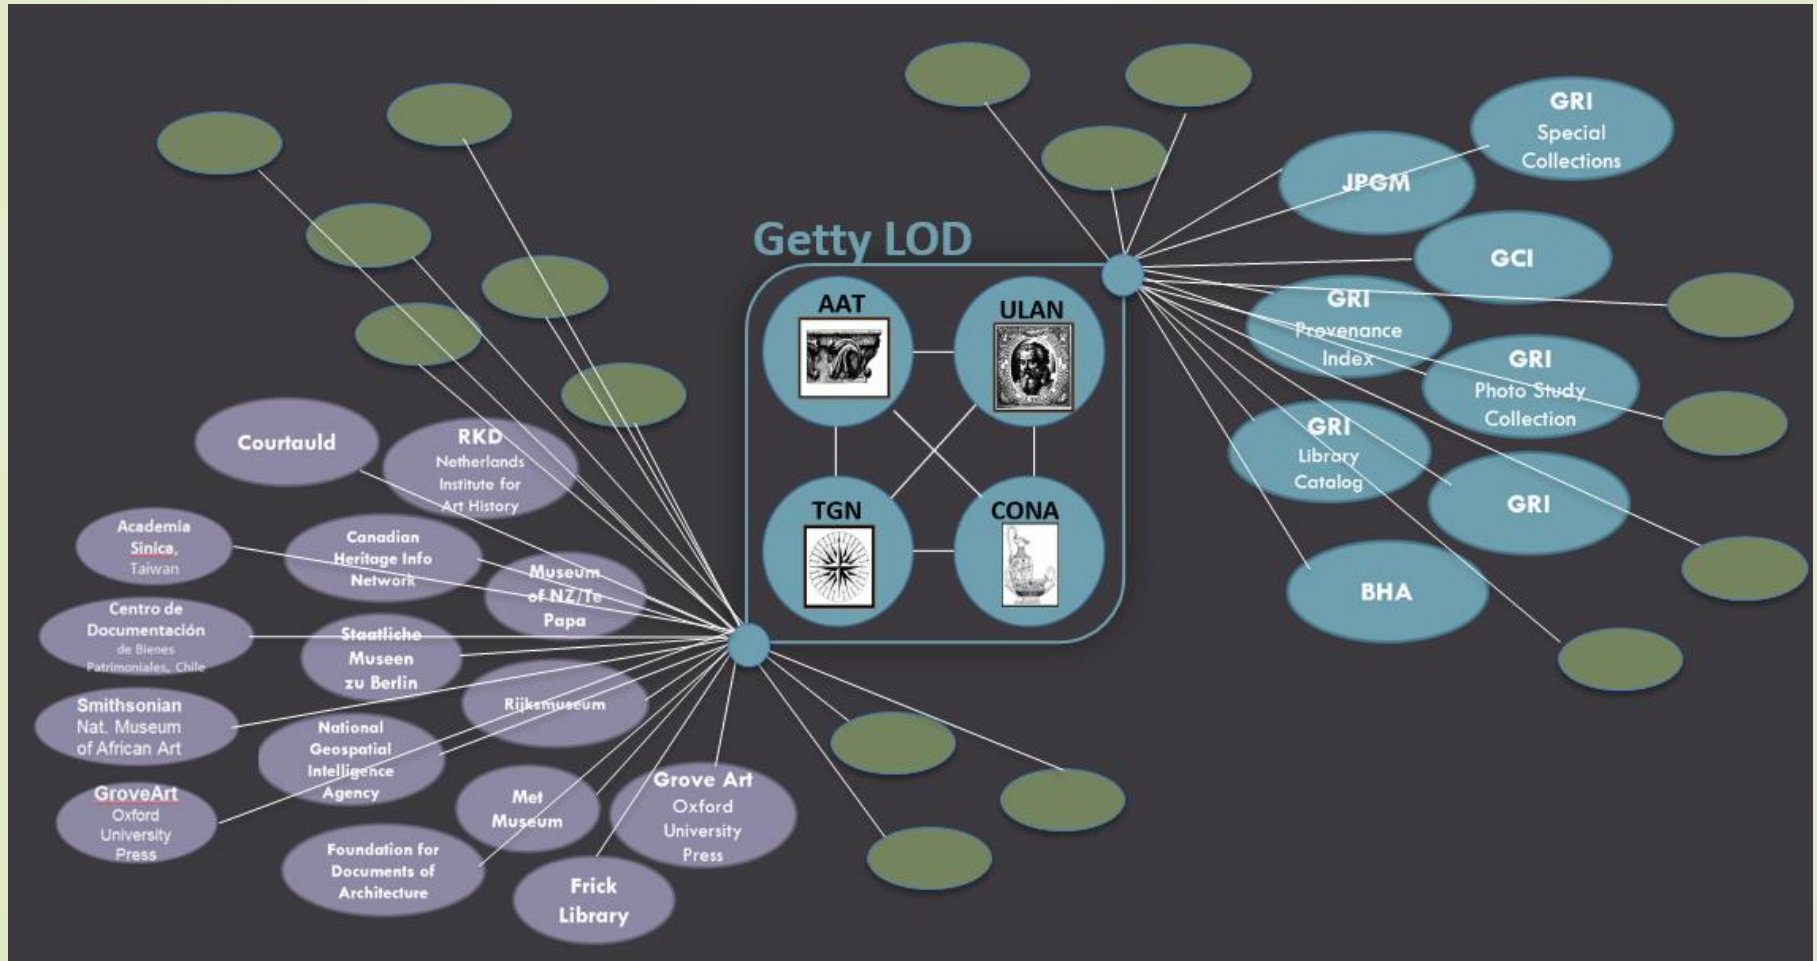 Getty LOD
AAT
ULAN
TGN
CONA
GRI
Special
Collections
JPGM
GCI
GRI
Provenance
Index
GRI
Photo Study
Collection
GRI
Library
Catalog
GRI
BHA
Courtauld
RKD
Netherlands
Institute for
Art History
Academia
Sinica,
Taiwan
Canadian
Heritage Info
Network
Museum
of NZ/Te
Papa
Centro de
Documentación
de Bienes
Patrimoniales, Chile
Staatliche
Museen
zu Berlin
Rijksmuseum
Smithsonian
Nat. Museum
of African Art
National
Geospatial
Intelligence
Agency
GroveArt
Oxford
University
Press
Met
Museum
Grove Art
Oxford
University
Press
Foundation for
Documents of
Architecture
Frick
Library